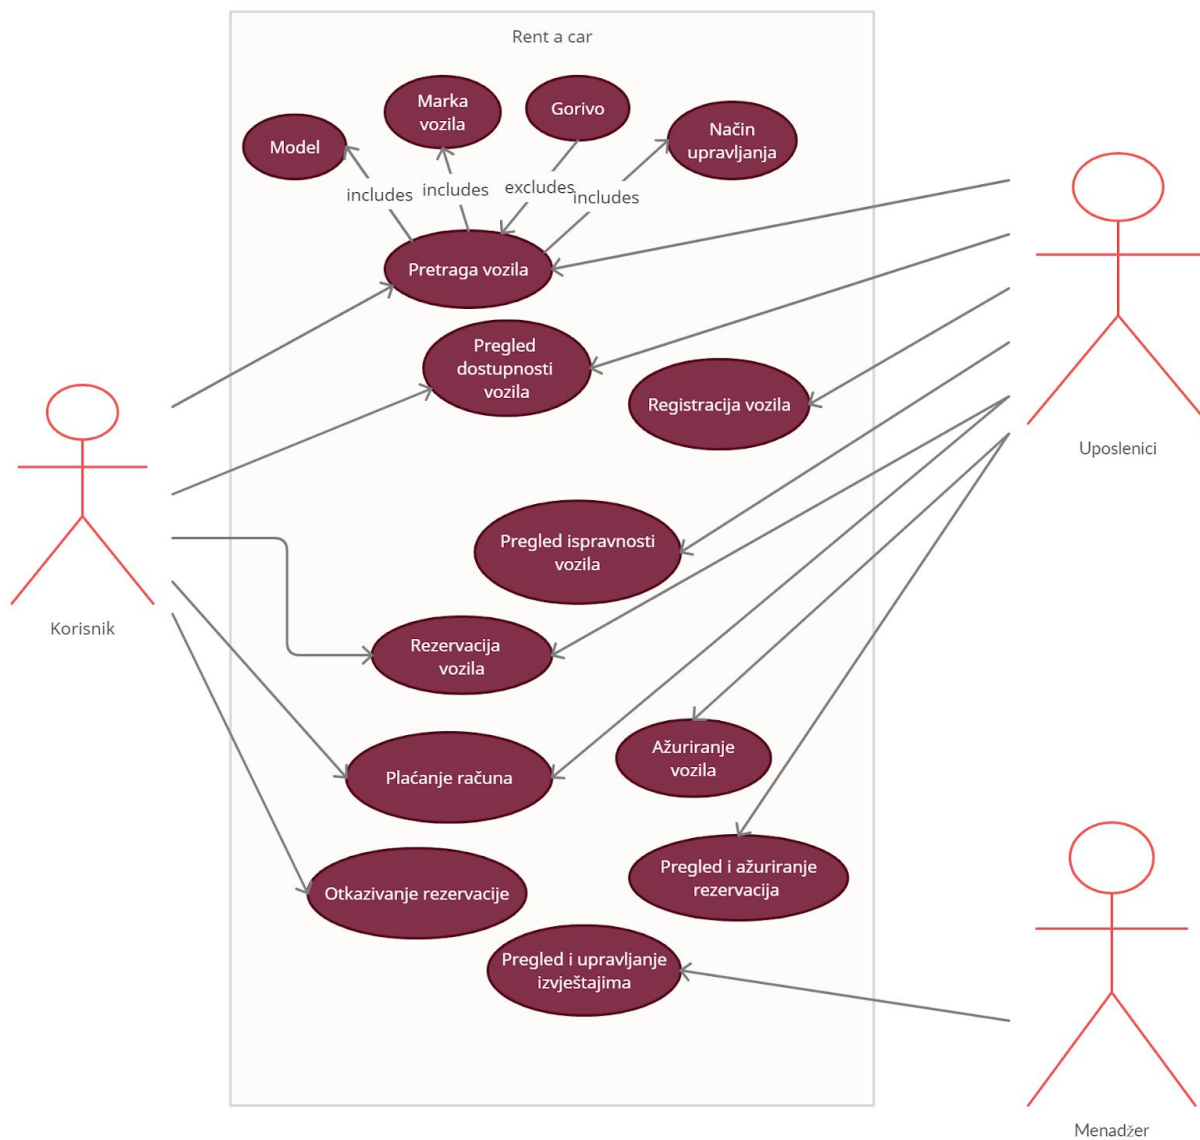 Rent a car
Marka
vozila
Gorivo
Način
upravljanja
Model
includes
includes
excludes
includes
Pretraga vozila
Pregled
dostupnosti
vozila
Registracija vozila
Uposlenici
Pregled ispravnosti
vozila
Korisnik
Rezervacija
vozila
Ažuriranje
vozila
Plaćanje računa
Pregled i ažuriranje
rezervacija
Otkazivanje rezervacije
Pregled i upravljanje
izvještajima
Menadžer